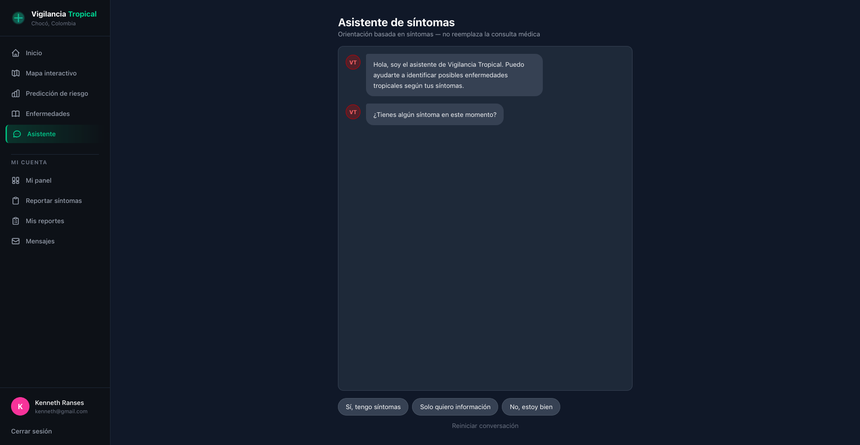 Vigilancia Tropical
Chocó, Colombia
Inicio
Mapa interactivo
Predicción de riesgo
Enfermedades
Asistente
MI CUENTA
Mi panel
Reportar síntomas
Mis reportes
Mensajes
K
Kenneth Ranses
kenneth@gmail.com
Cerrar sesión
Asistente de síntomas
Orientación basada en síntomas — no reemplaza la consulta médica
VT
Hola, soy el asistente de Vigilancia Tropical. Puedo
ayudarte a identificar posibles enfermedades
tropicales según tus síntomas.
VT
¿Tienes algún síntoma en este momento?
Sí, tengo síntomas
Solo quiero información
No, estoy bien
Reiniciar conversación